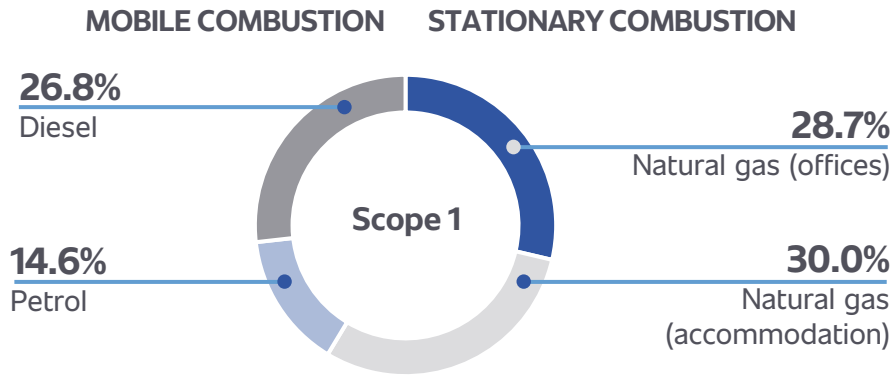 MOBILE COMBUSTION
STATIONARY COMBUSTION
26.8%
Diesel
28.7%
Natural gas (offices)
Scope 1
14.6%
Petrol
30.0%
Natural gas
(accommodation)